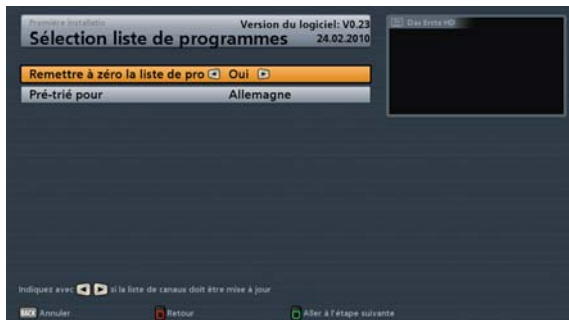 Première installatio
Version du logiciel: V0.23
Sélection liste de programmes
24.02.2010
Das Erste HD
Remettre à zéro la liste de pro
Oui
Pré-trié pour
Allemagne
Indiquez avec si la liste de canaux doit être mise à jour
BACK Annuler
Retour
Aller à l'étape suivante